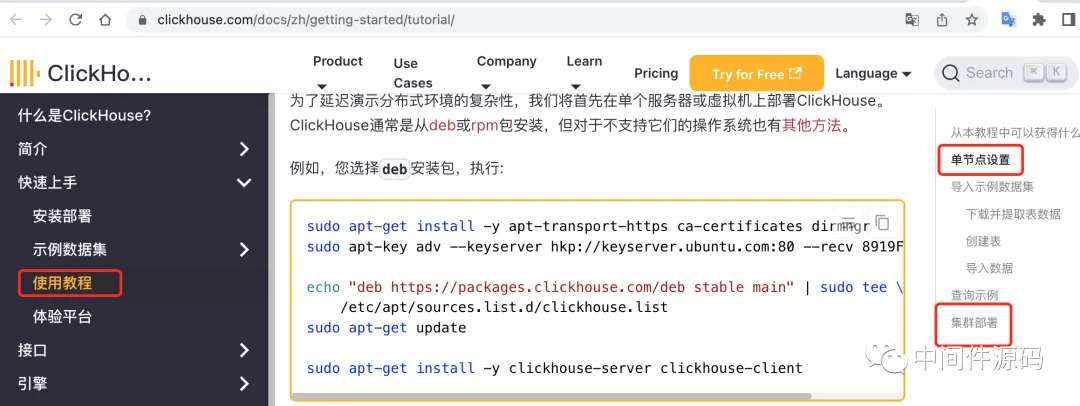 clickhouse.com/docs/zh/getting-started/tutorial/
ClickHo...
Product
Use Cases
Company
Learn
Pricing
Try for Free
Language
Search
⌘
K
什么是ClickHouse?
简介
快速上手
安装部署
示例数据集
使用教程
体验平台
接口
引擎
为了延迟演示分布式环境的复杂性，我们将首先在单个服务器或虚拟机上部署ClickHouse。
ClickHouse通常是从deb或rpm包安装，但对于不支持它们的操作系统也有其他方法。
例如，您选择deb安装包，执行:
sudo apt-get install -y apt-transport-https ca-certificates dirmngr
sudo apt-key adv --keyserver hkp://keyserver.ubuntu.com:80 --recv 8919F
echo "deb https://packages.clickhouse.com/deb stable main" | sudo tee \
/etc/apt/sources.list.d/clickhouse.list
sudo apt-get update
sudo apt-get install -y clickhouse-server clickhouse-client
从本教程中可以获得什么
单节点设置
导入示例数据集
下载并提取表数据
创建表
导入数据
查询示例
集群部署
中间件源码